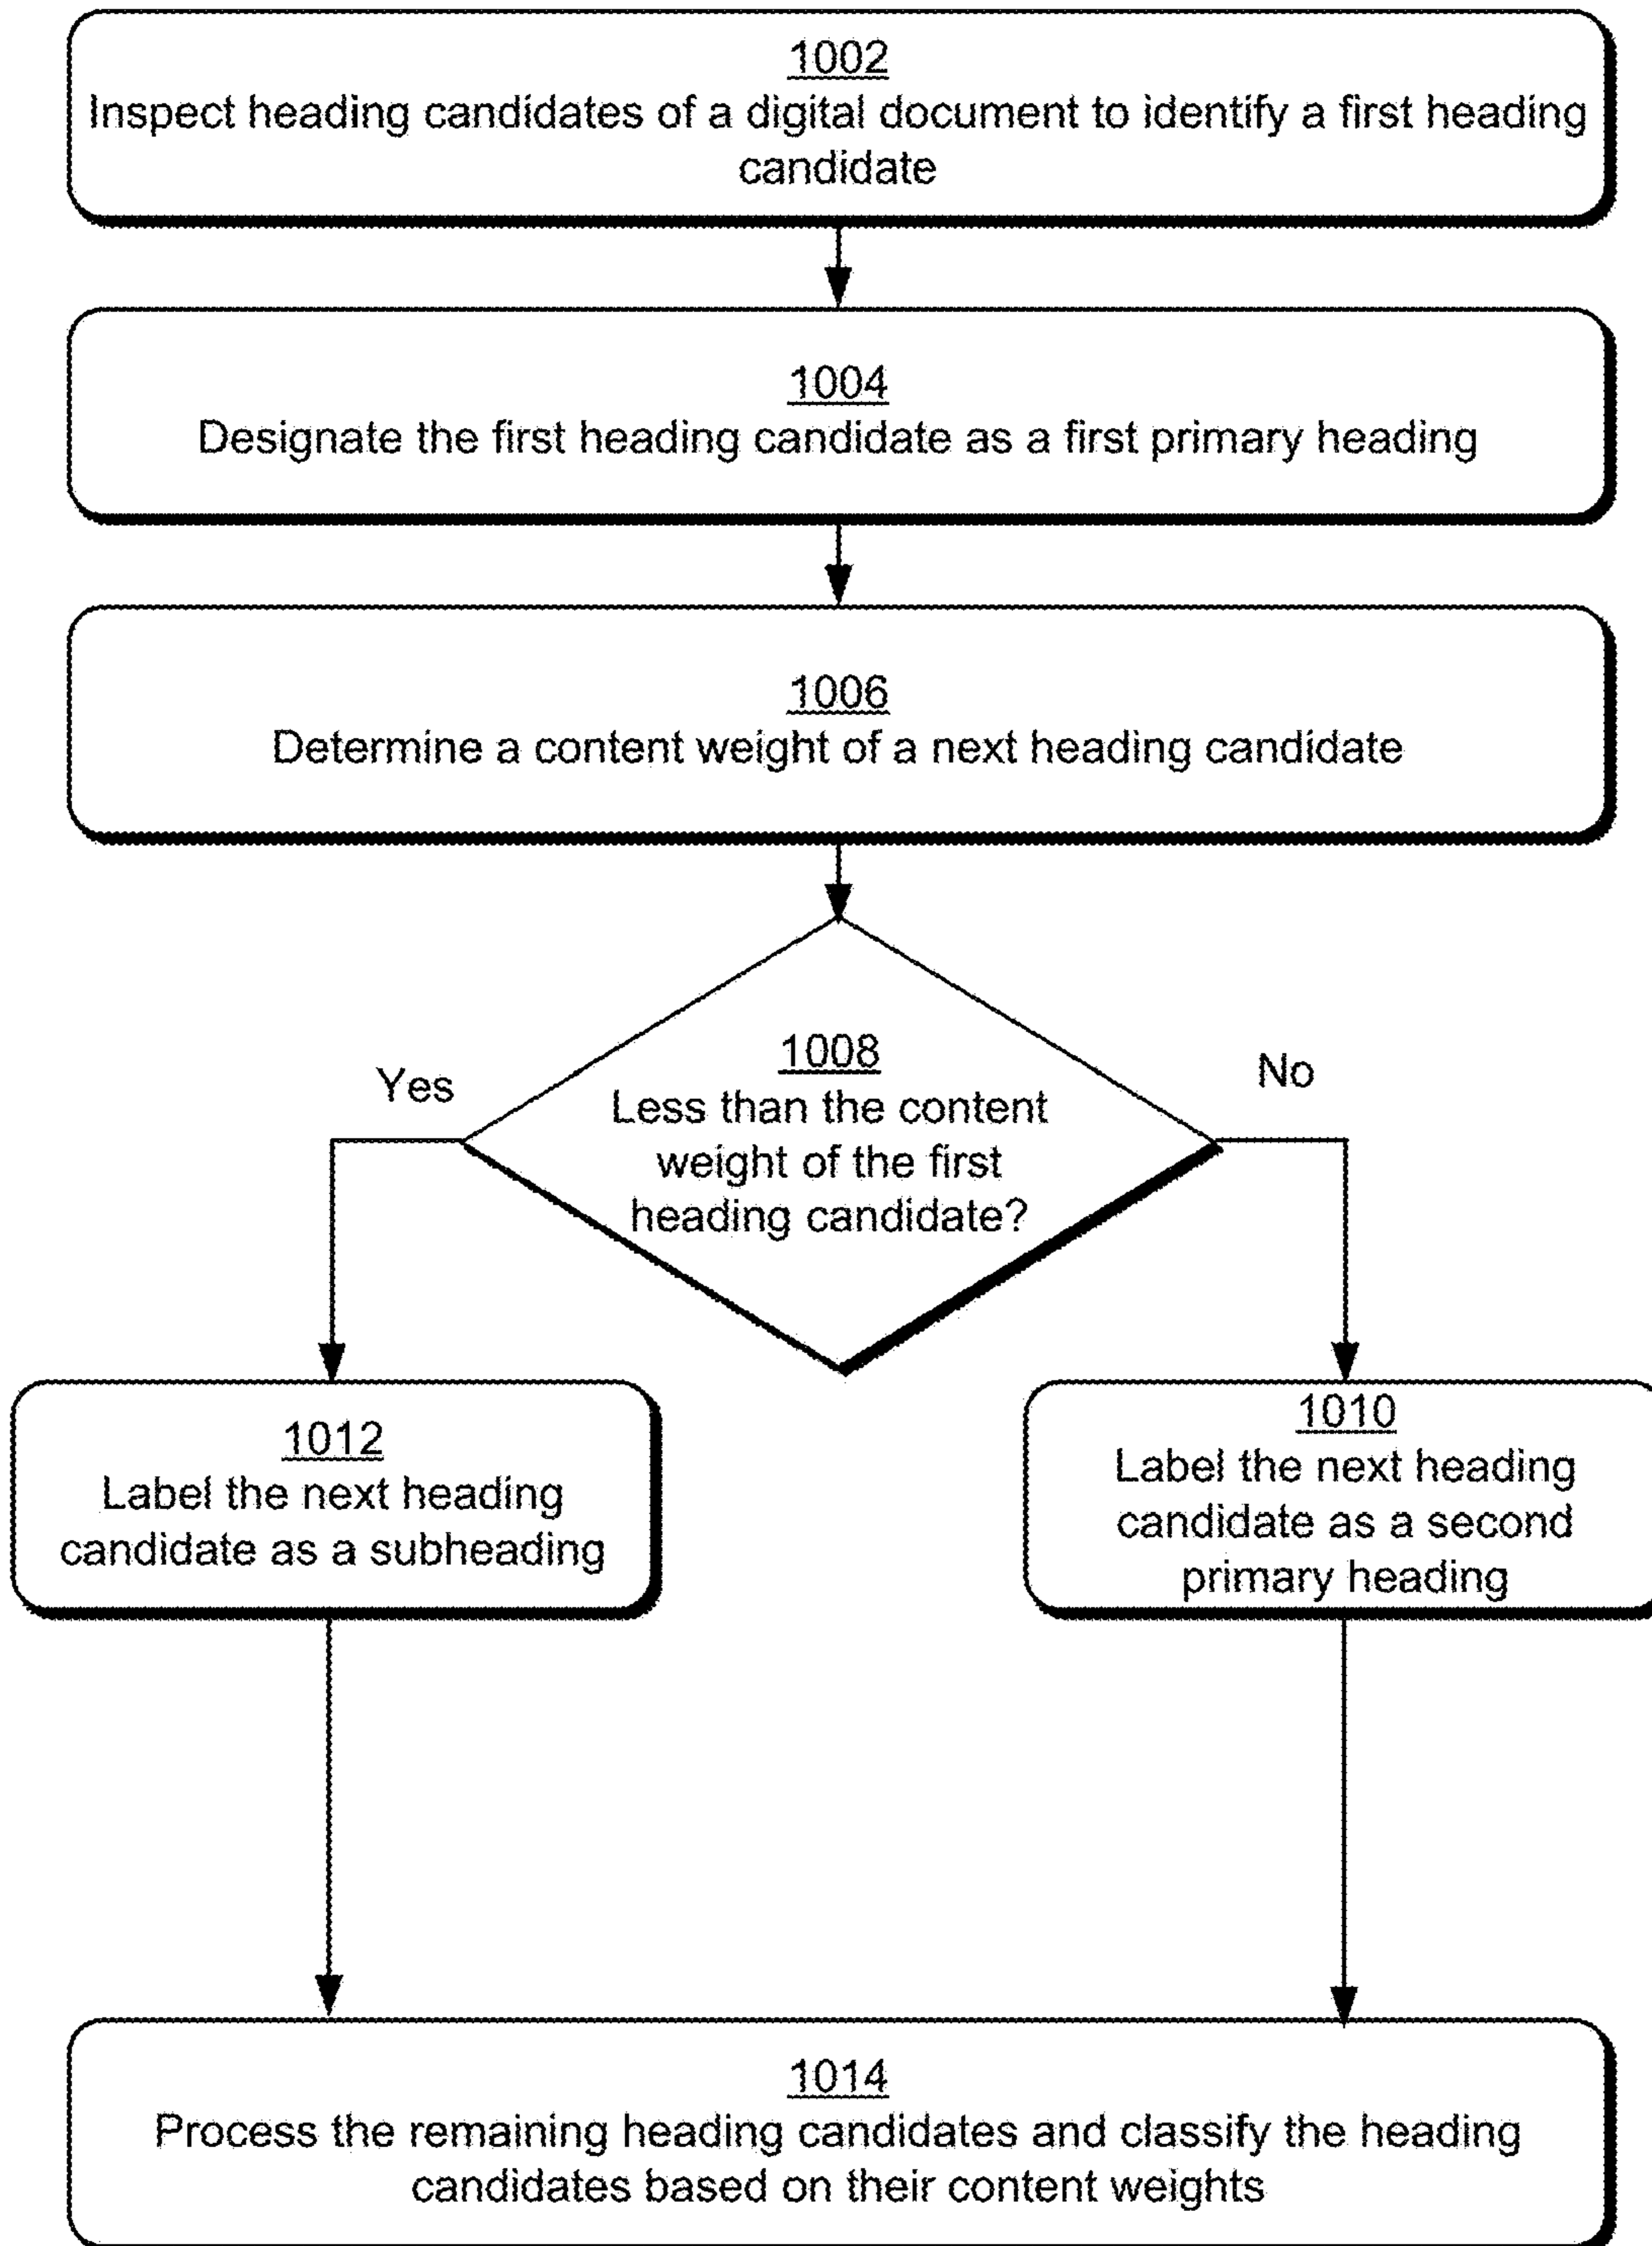 1002
Inspect heading candidates of a digital document to identify a first heading
candidate
1004
Designate the first heading candidate as a first primary heading
1006
Determine a content weight of a next heading candidate
1008
Less than the content
weight of the first
heading candidate?
Yes
No
1012
Label the next heading
candidate as a subheading
1010
Label the next heading
candidate as a second
primary heading
1014
Process the remaining heading candidates and classify the heading
candidates based on their content weights